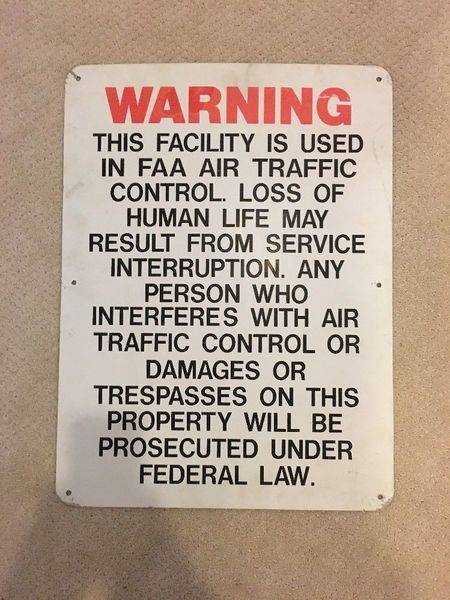 WARNING
THIS FACILITY IS USED
IN FAA AIR TRAFFIC
CONTROL. LOSS OF
HUMAN LIFE MAY
RESULT FROM SERVICE
INTERRUPTION. ANY
PERSON WHO
INTERFERES WITH AIR
TRAFFIC CONTROL OR
DAMAGES OR
TRESPASSES ON THIS
PROPERTY WILL BE
PROSECUTED UNDER
FEDERAL LAW.